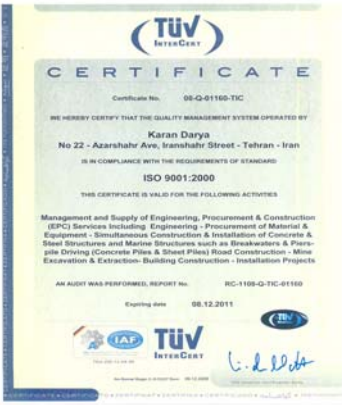 TÜV
INTERCERT
CERTIFICATE
Certificate No. 08-Q-01160-TIC
WE HEREBY CERTIFY THAT THE QUALITY MANAGEMENT SYSTEM OPERATED BY
Karan Darya
No 22 - Azarshahr Ave, Iranshahr Street - Tehran - Iran
IS IN COMPLIANCE WITH THE REQUIREMENTS OF STANDARD
ISO 9001:2000
THIS CERTIFICATE IS VALID FOR THE FOLLOWING ACTIVITIES
Management and Supply of Engineering, Procurement & Construction
(EPC) Services Including Engineering - Procurement of Material &
Equipment - Simultaneous Construction & Installation of Concrete &
Steel Structures and Marine Structures such as Breakwaters & Piers-
pile Driving (Concrete Piles & Sheet Piles) Road Construction - Mine
Excavation & Extraction- Building Construction - Installation Projects
AN AUDIT WAS PERFORMED, REPORT No. RC-1108-Q-TIC-01160
Expiring date 08.12.2011
TÜV
IAF
TÜV
INTERCERT